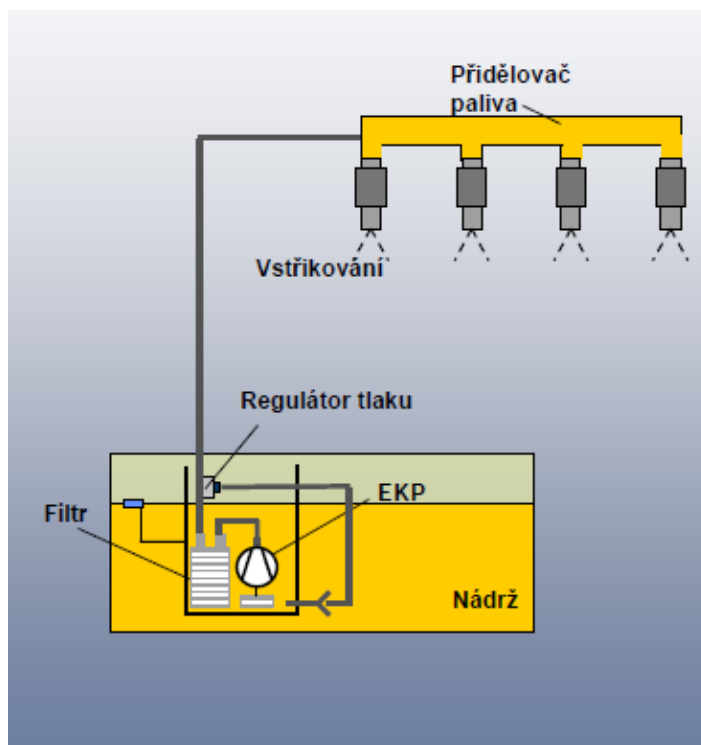 Přidělovač
paliva
Vstřikování
Regulátor tlaku
EKP
Filtr
Nádrž